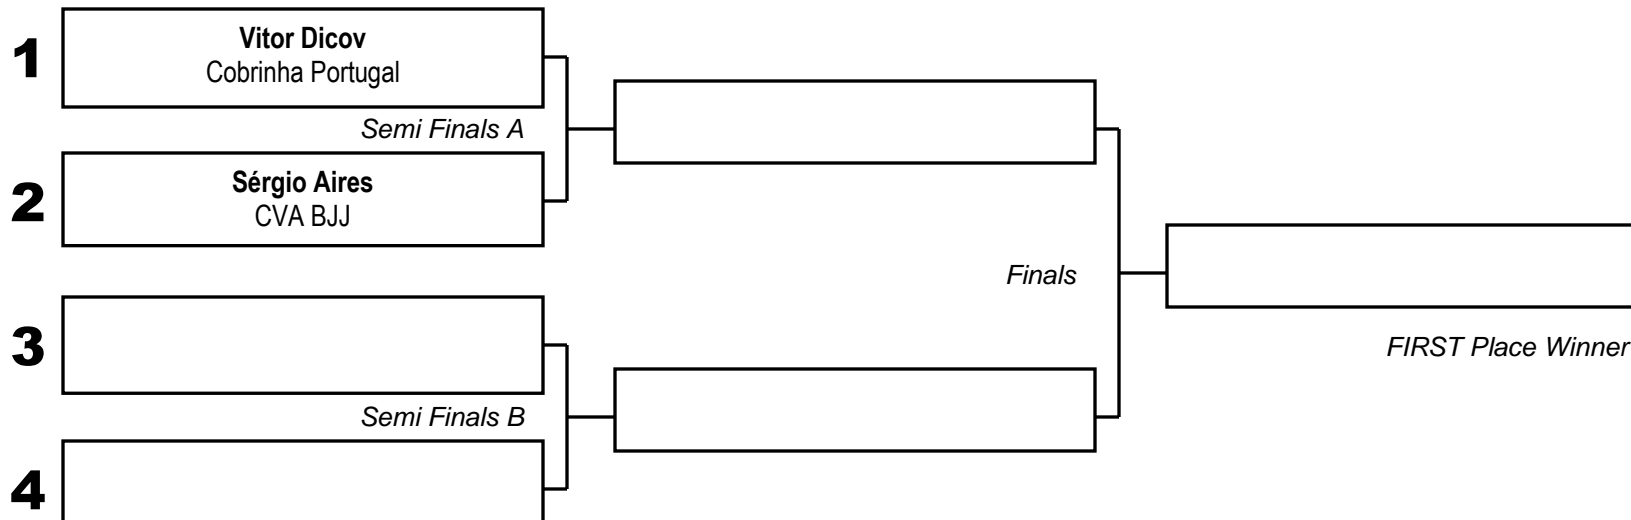 1
Vitor Dicov
Cobrinha Portugal
Semi Finals A
2
Sérgio Aires
CVA BJJ
Finals
3
FIRST Place Winner
Semi Finals B
4